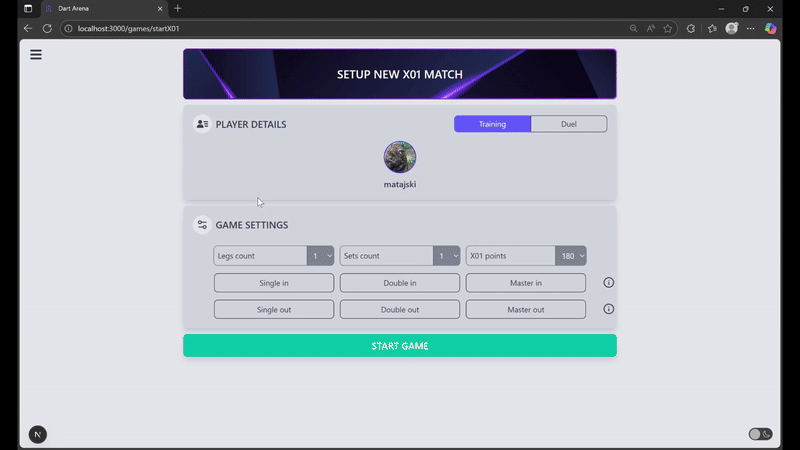 Dart Arena
localhost:3000/games/startX01
SETUP NEW X01 MATCH
PLAYER DETAILS
Training
Duel
matajski
GAME SETTINGS
Legs count 1
Sets count 1
X01 points 180
Single in
Double in
Master in
Single out
Double out
Master out
START GAME
N